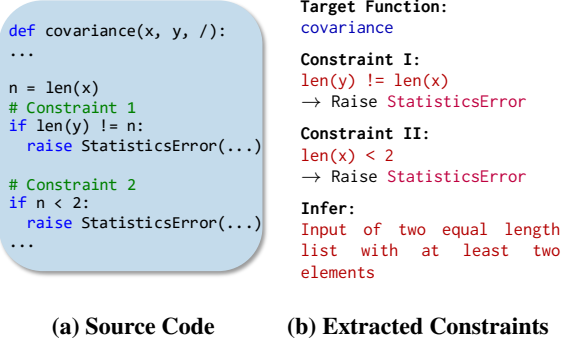 def covariance(x, y, /):
...
n = len(x)
# Constraint 1
if len(y) != n:
raise StatisticsError(...)
# Constraint 2
if n < 2:
raise StatisticsError(...)
...
(a) Source Code
Target Function:
covariance
Constraint I:
len(y) != len(x)
→ Raise StatisticsError
Constraint II:
len(x) < 2
→ Raise StatisticsError
Infer:
Input of two equal length
list with at least two
elements
(b) Extracted Constraints